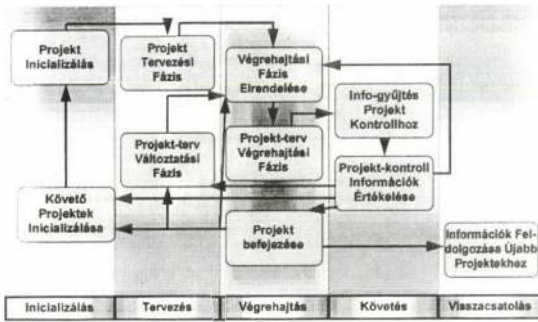 Projekt
Inicializálás
Projekt
Tervezési
Fázis
Végrehajtási
Fázis
Elrendelése
Info-gyűjtés
Projekt
Kontrollhoz
Projekt-terv
Változtatási
Fázis
Projekt-terv
Végrehajtási
Fázis
Projekt-kontroll
Információk
Értékelése
Követő
Projektek
Inicializálása
Projekt
befejezése
Információk Fel-
dolgozása Újabb
Projektekhez
Inicializálás
Tervezés
Végrehajtás
Követés
Visszacsatolás